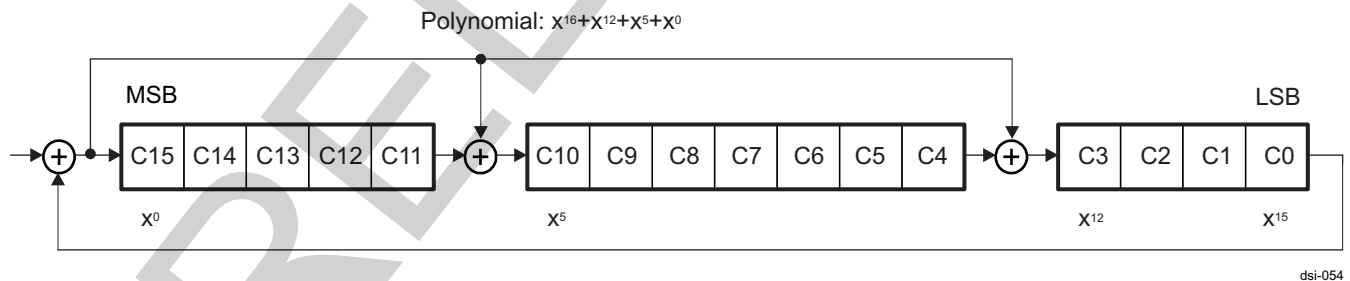 Polynomial: x¹⁶+x¹²+x⁵+x⁰
MSB
LSB
C15 C14 C13 C12 C11 + C10 C9 C8 C7 C6 C5 C4 + C3 C2 C1 C0
+
x⁰ x⁵ x¹² x¹⁵
dsi-054